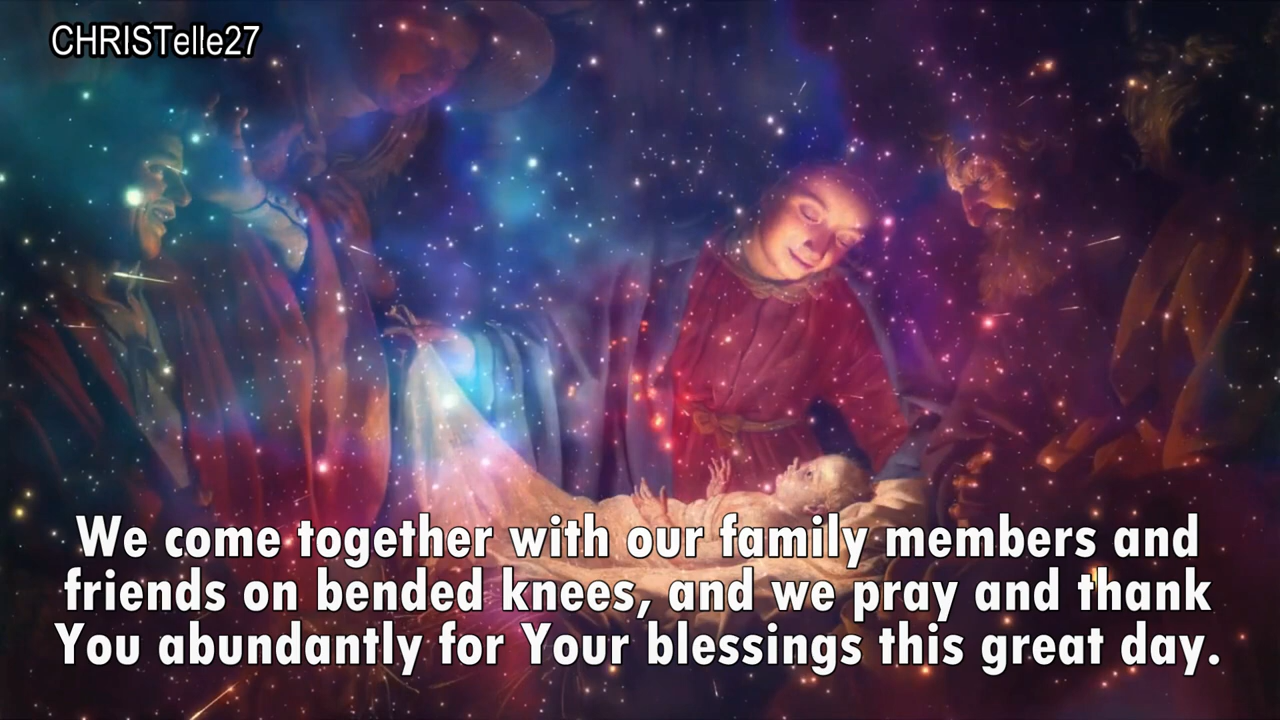 CHRISTelle27
We come together with our family members and
friends on bended knees, and we pray and thank
You abundantly for Your blessings this great day.